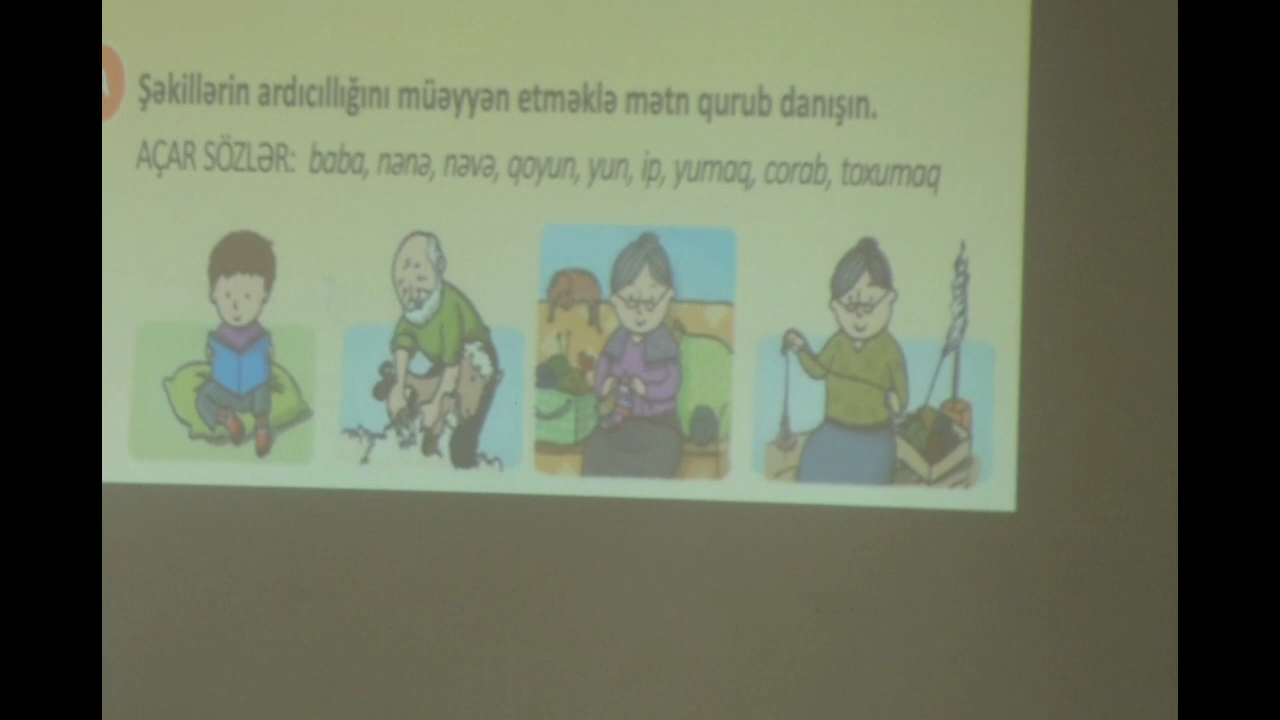 A
Şəkillərin ardıcıllığını müəyyən etməklə mətn qurub danışın.
AÇAR SÖZLƏR: baba, nənə, nəvə, qoyun, yun, ip, yumaq, corab, toxumaq